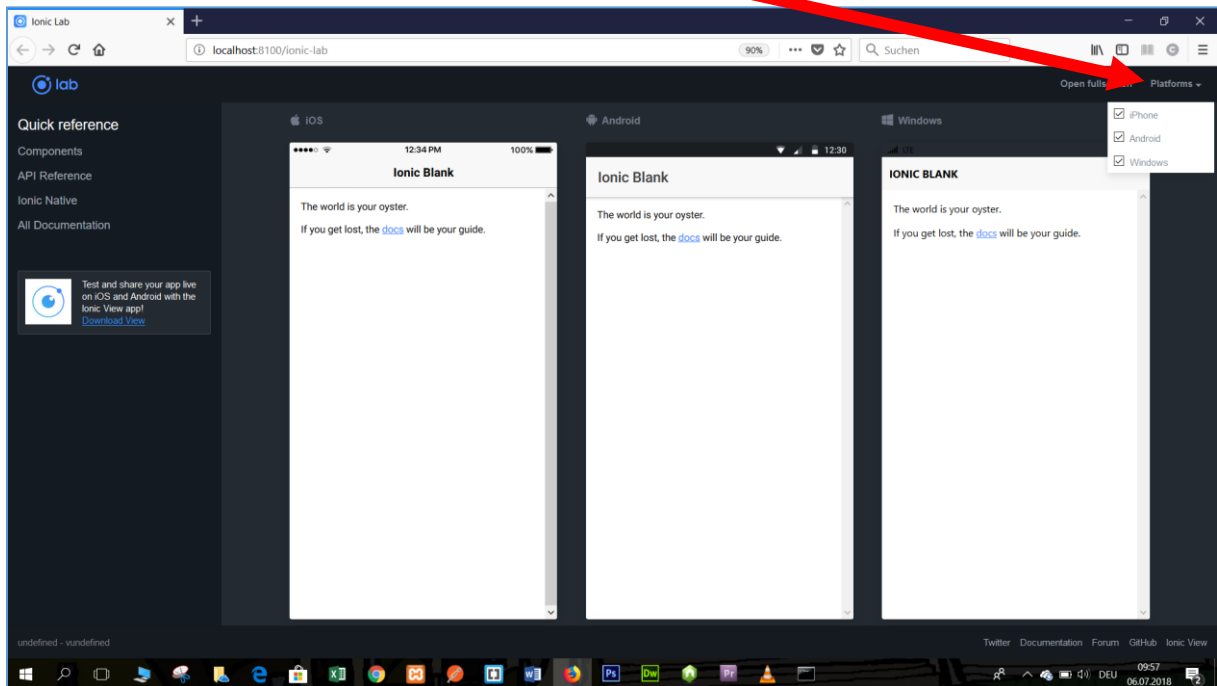 Ionic Lab
localhost:8100/ionic-lab
90%
Suchen
lab
Platforms
Quick reference
Components
API Reference
Ionic Native
All Documentation
Test and share your app live
on iOS and Android with the
Ionic View app!
Download View
iOS
12:34 PM
100%
Ionic Blank
The world is your oyster.
If you get lost, the docs will be your guide.
Android
12:30
Ionic Blank
The world is your oyster.
If you get lost, the docs will be your guide.
Windows
LTE
IONIC BLANK
The world is your oyster.
If you get lost, the docs will be your guide.
iPhone
Android
Windows
undefined - vundefined
Twitter Documentation Forum GitHub Ionic View
Ps Dw Pr
DEU
09:57
06.07.2018
2